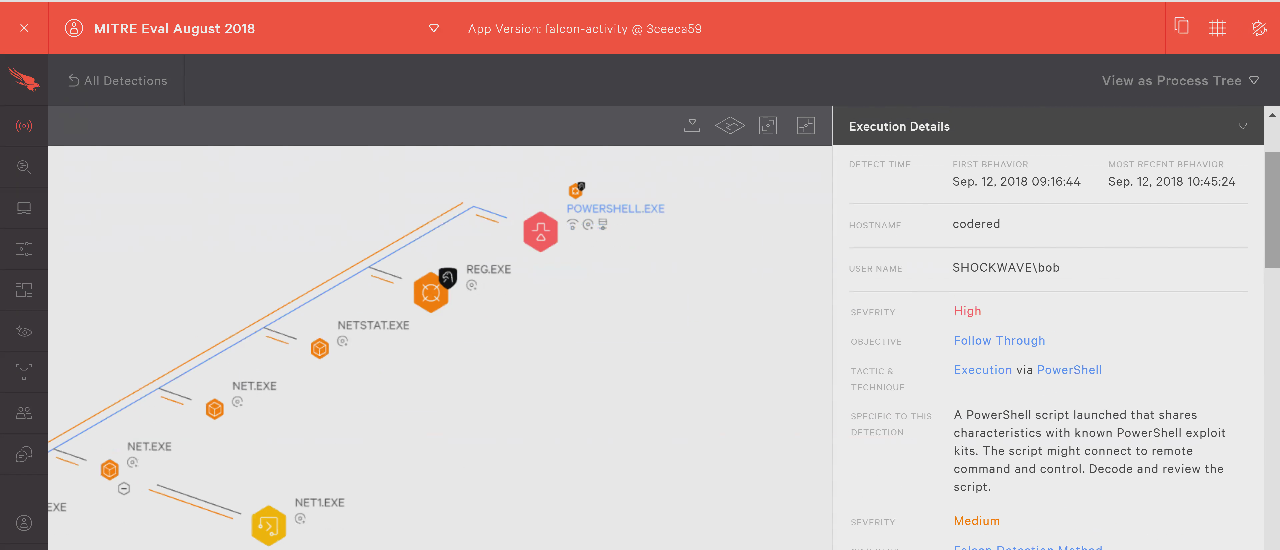 MITRE Eval August 2018
App Version: falcon-activity @ 3ceeca59
All Detections
View as Process Tree
POWERSHELL.EXE
REG.EXE
NETSTAT.EXE
NET.EXE
NET.EXE
NET1.EXE
EXE
Execution Details
DETECT TIME
FIRST BEHAVIOR
MOST RECENT BEHAVIOR
Sep. 12, 2018 09:16:44
Sep. 12, 2018 10:45:24
HOSTNAME
codered
USER NAME
SHOCKWAVE\bob
SEVERITY
High
OBJECTIVE
Follow Through
TACTIC &
TECHNIQUE
Execution via PowerShell
SPECIFIC TO THIS
DETECTION
A PowerShell script launched that shares
characteristics with known PowerShell exploit
kits. The script might connect to remote
command and control. Decode and review the
script.
SEVERITY
Medium
Falcon Detection Method